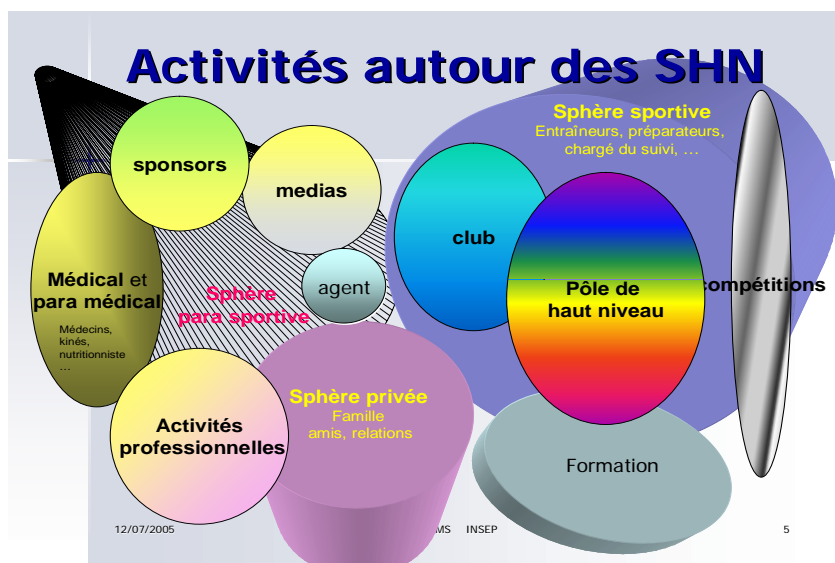 Activités autour des SHN
Sphère sportive
Entraîneurs, préparateurs,
chargé du suivi, …
sponsors
medias
club
Médical et
para médical
Médecins,
kinés,
nutritionniste
…
Sphère
para sportive
agent
Pôle de
haut niveau
compétitions
Sphère privée
Famille
amis, relations
Activités
professionnelles
Formation
12/07/2005
MS INSEP
5